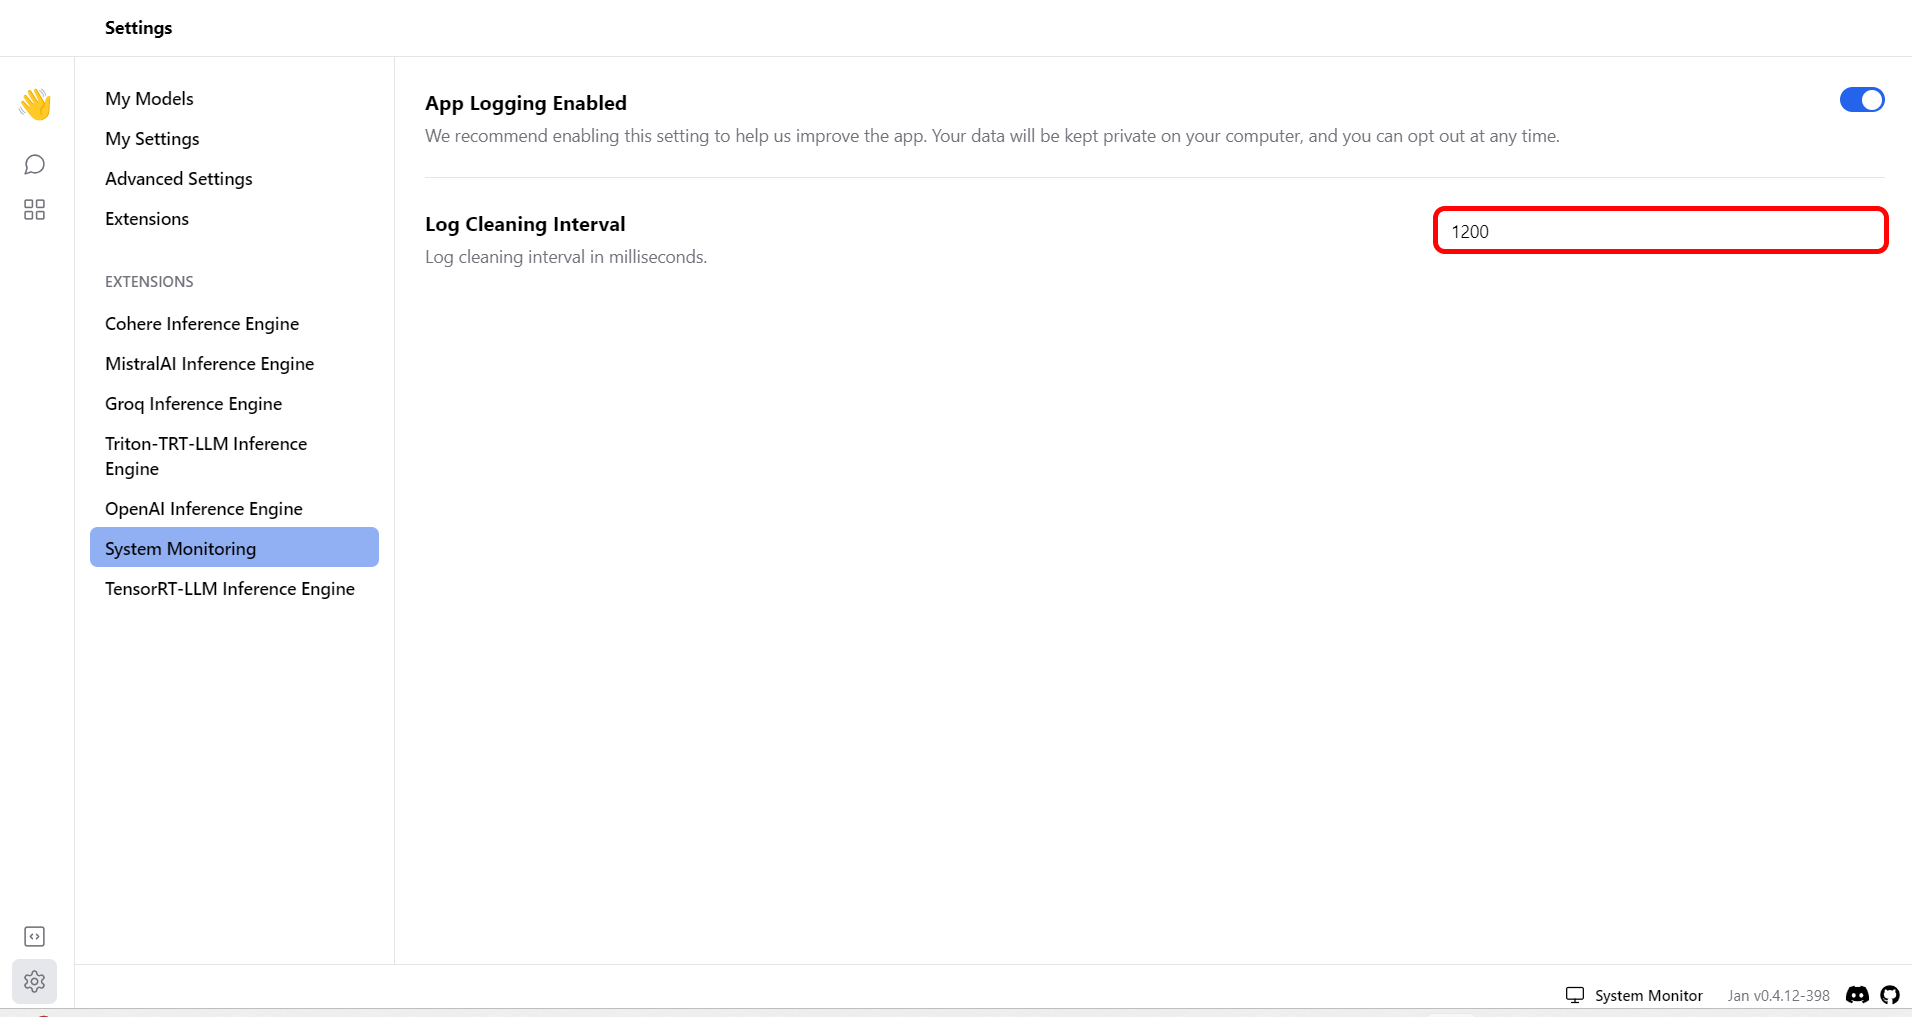 Settings
My Models
My Settings
Advanced Settings
Extensions
EXTENSIONS
Cohere Inference Engine
MistralAI Inference Engine
Groq Inference Engine
Triton-TRT-LLM Inference
Engine
OpenAI Inference Engine
System Monitoring
TensorRT-LLM Inference Engine
App Logging Enabled
We recommend enabling this setting to help us improve the app. Your data will be kept private on your computer, and you can opt out at any time.
Log Cleaning Interval
1200
Log cleaning interval in milliseconds.
System Monitor
Jan v0.4.12-398